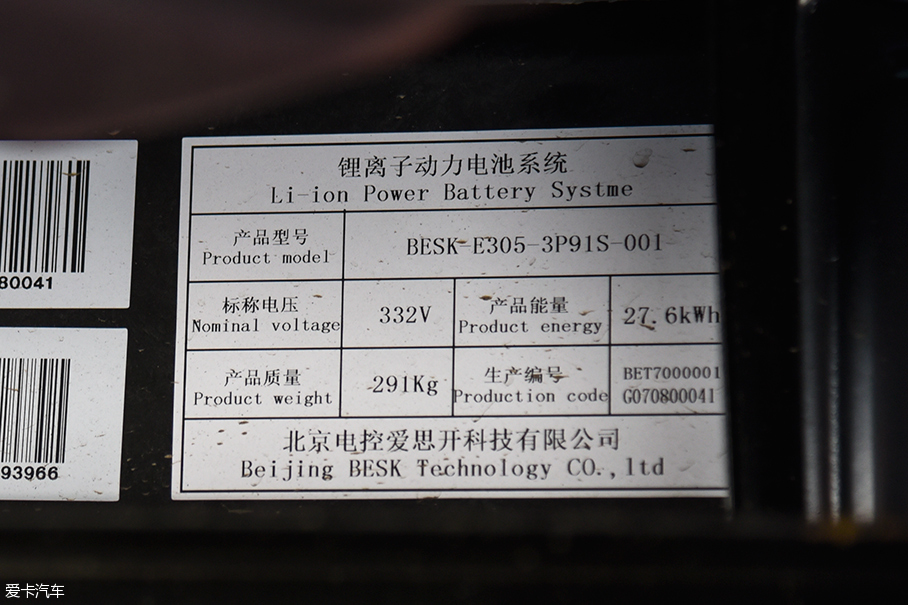 锂离子动力电池系统
Li-ion Power Battery Systme
产品型号
Product model
BESK-E305-3P91S-001
标称电压
Nominal voltage
332V
产品能量
Product energy
27.6kWh
产品质量
Product weight
291Kg
生产编号
Production code
BET7000001
G070800041
北京电控爱思开科技有限公司
Beijing BESK Technology CO.,ltd
80041
93966
爱卡汽车